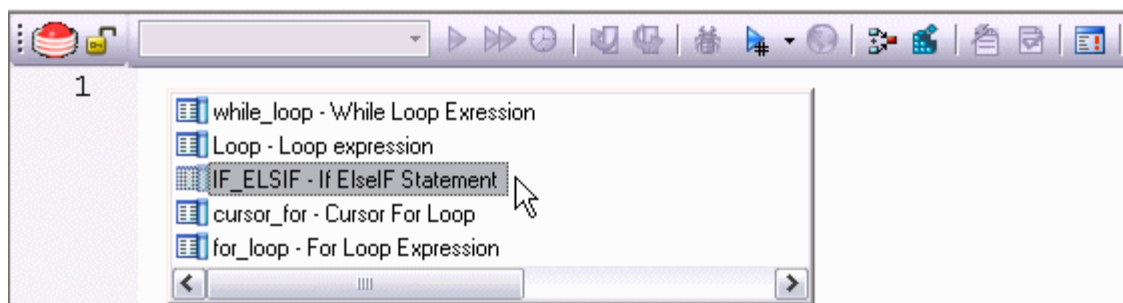 1
while_loop - While Loop Exression
Loop - Loop expression
IF_ELSIF - If ElseIF Statement
cursor_for - Cursor For Loop
for_loop - For Loop Expression